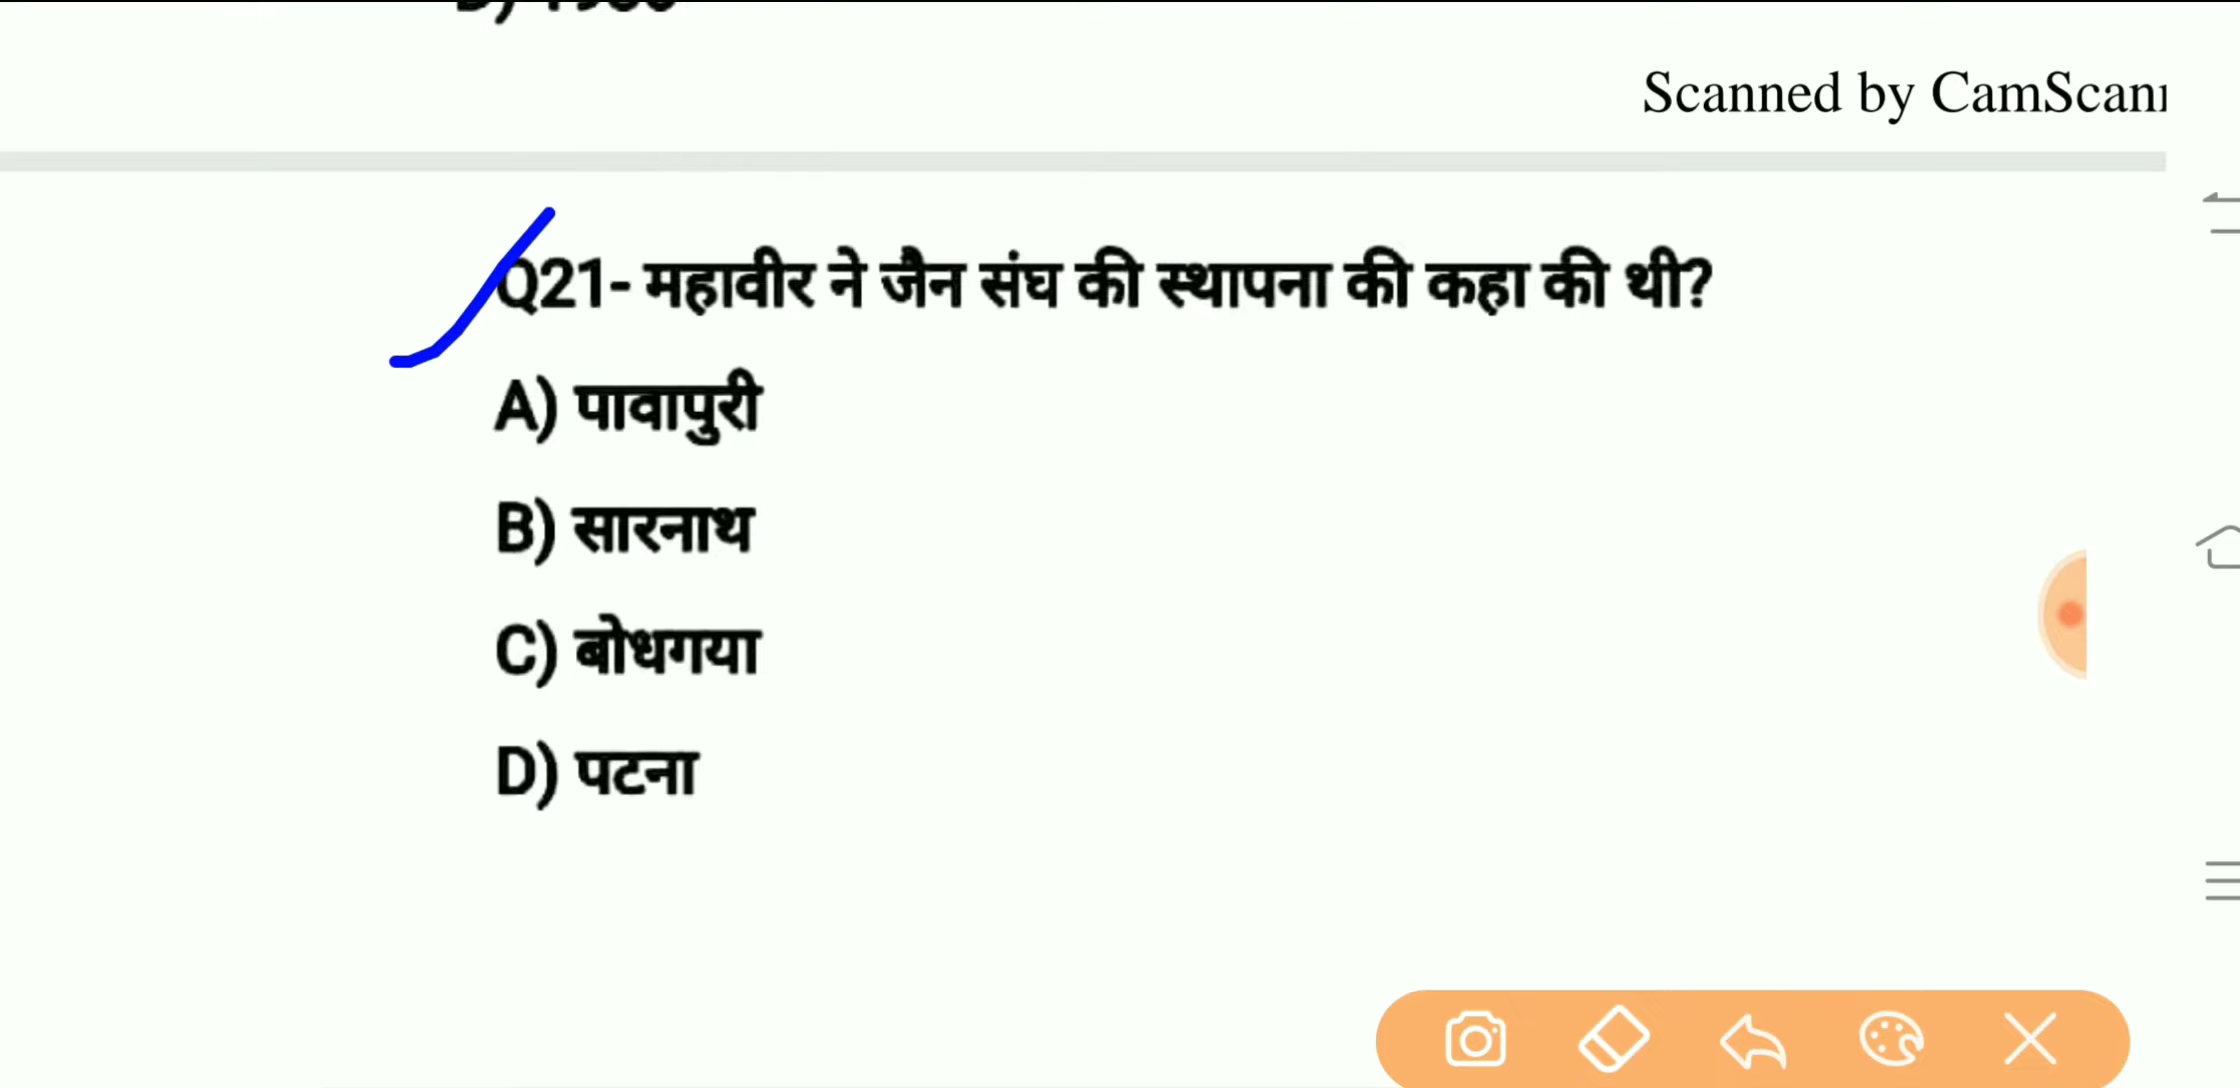 Scanned by CamScan
Q21- महावीर ने जैन संघ की स्थापना की कहा की थी?
A) पावापुरी
B) सारनाथ
C) बोधगया
D) पटना